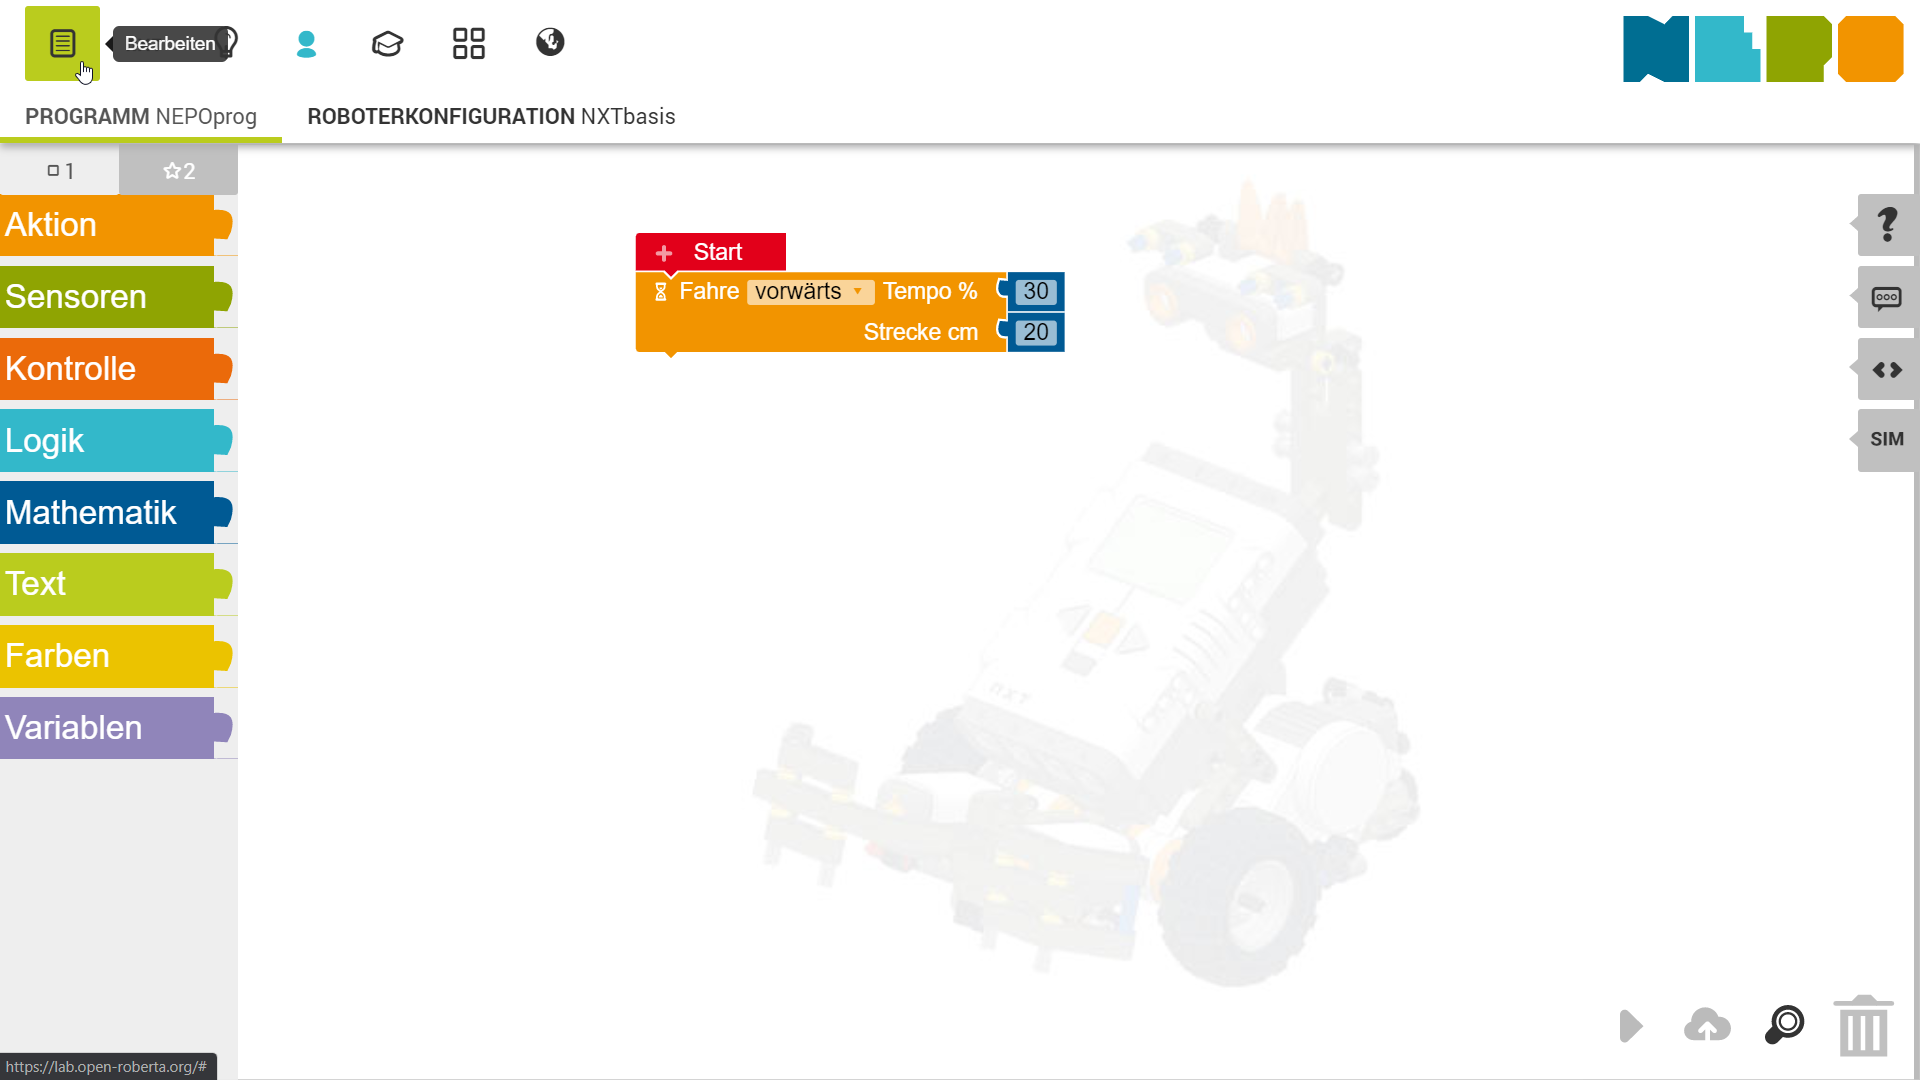 Bearbeiten
PROGRAMM NEPOprog
ROBOTERKONFIGURATION NXTbasis
1
2
Aktion
Sensoren
Kontrolle
Logik
Mathematik
Text
Farben
Variablen
+ Start
Fahre vorwärts Tempo % 30
Strecke cm 20
NXT
?
SIM
https://lab.open-roberta.org/#